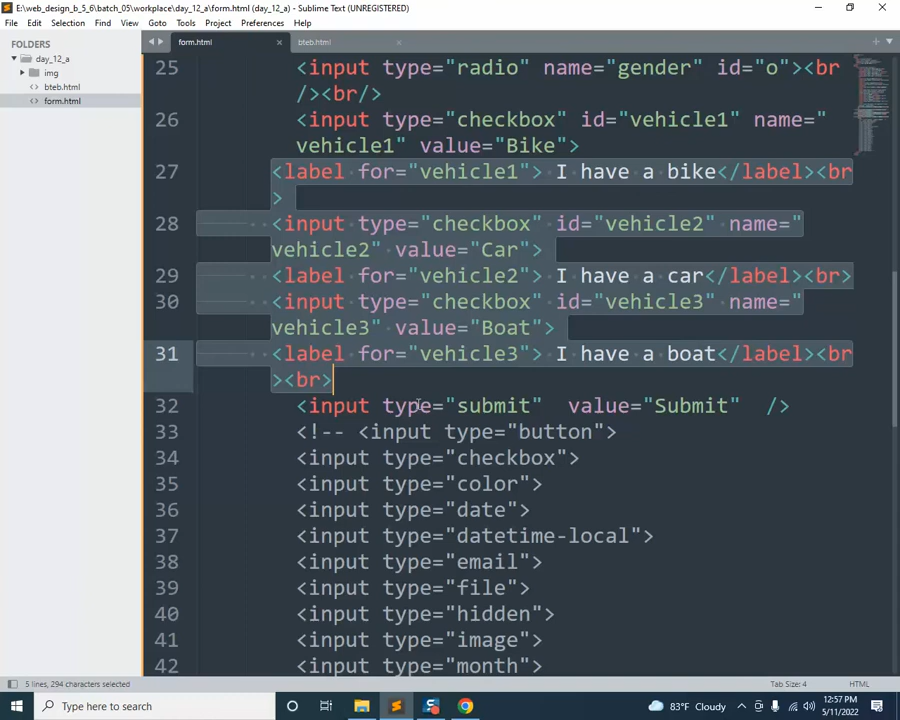 E:\web_design_b_5_6\batch_05\workplace\day_12_a\form.html (day_12_a) - Sublime Text (UNREGISTERED)
File Edit Selection Find View Goto Tools Project Preferences Help
FOLDERS
day_12_a
img
bteb.html
form.html
form.html bteb.html
25 <input type="radio" name="gender" id="o"><br
/><br/>
26 <input type="checkbox" id="vehicle1" name="
vehicle1" value="Bike">
27 <label for="vehicle1"> I have a bike</label><br
>
28 <input type="checkbox" id="vehicle2" name="
vehicle2" value="Car">
29 <label for="vehicle2"> I have a car</label><br>
30 <input type="checkbox" id="vehicle3" name="
vehicle3" value="Boat">
31 <label for="vehicle3"> I have a boat</label><br
><br>
32 <input type="submit"  value="Submit"  />
33 <!-- <input type="button">
34 <input type="checkbox">
35 <input type="color">
36 <input type="date">
37 <input type="datetime-local">
38 <input type="email">
39 <input type="file">
40 <input type="hidden">
41 <input type="image">
42 <input type="month">
5 lines, 294 characters selected Tab Size: 4 HTML
Type here to search 83°F Cloudy 12:57 PM
5/11/2022